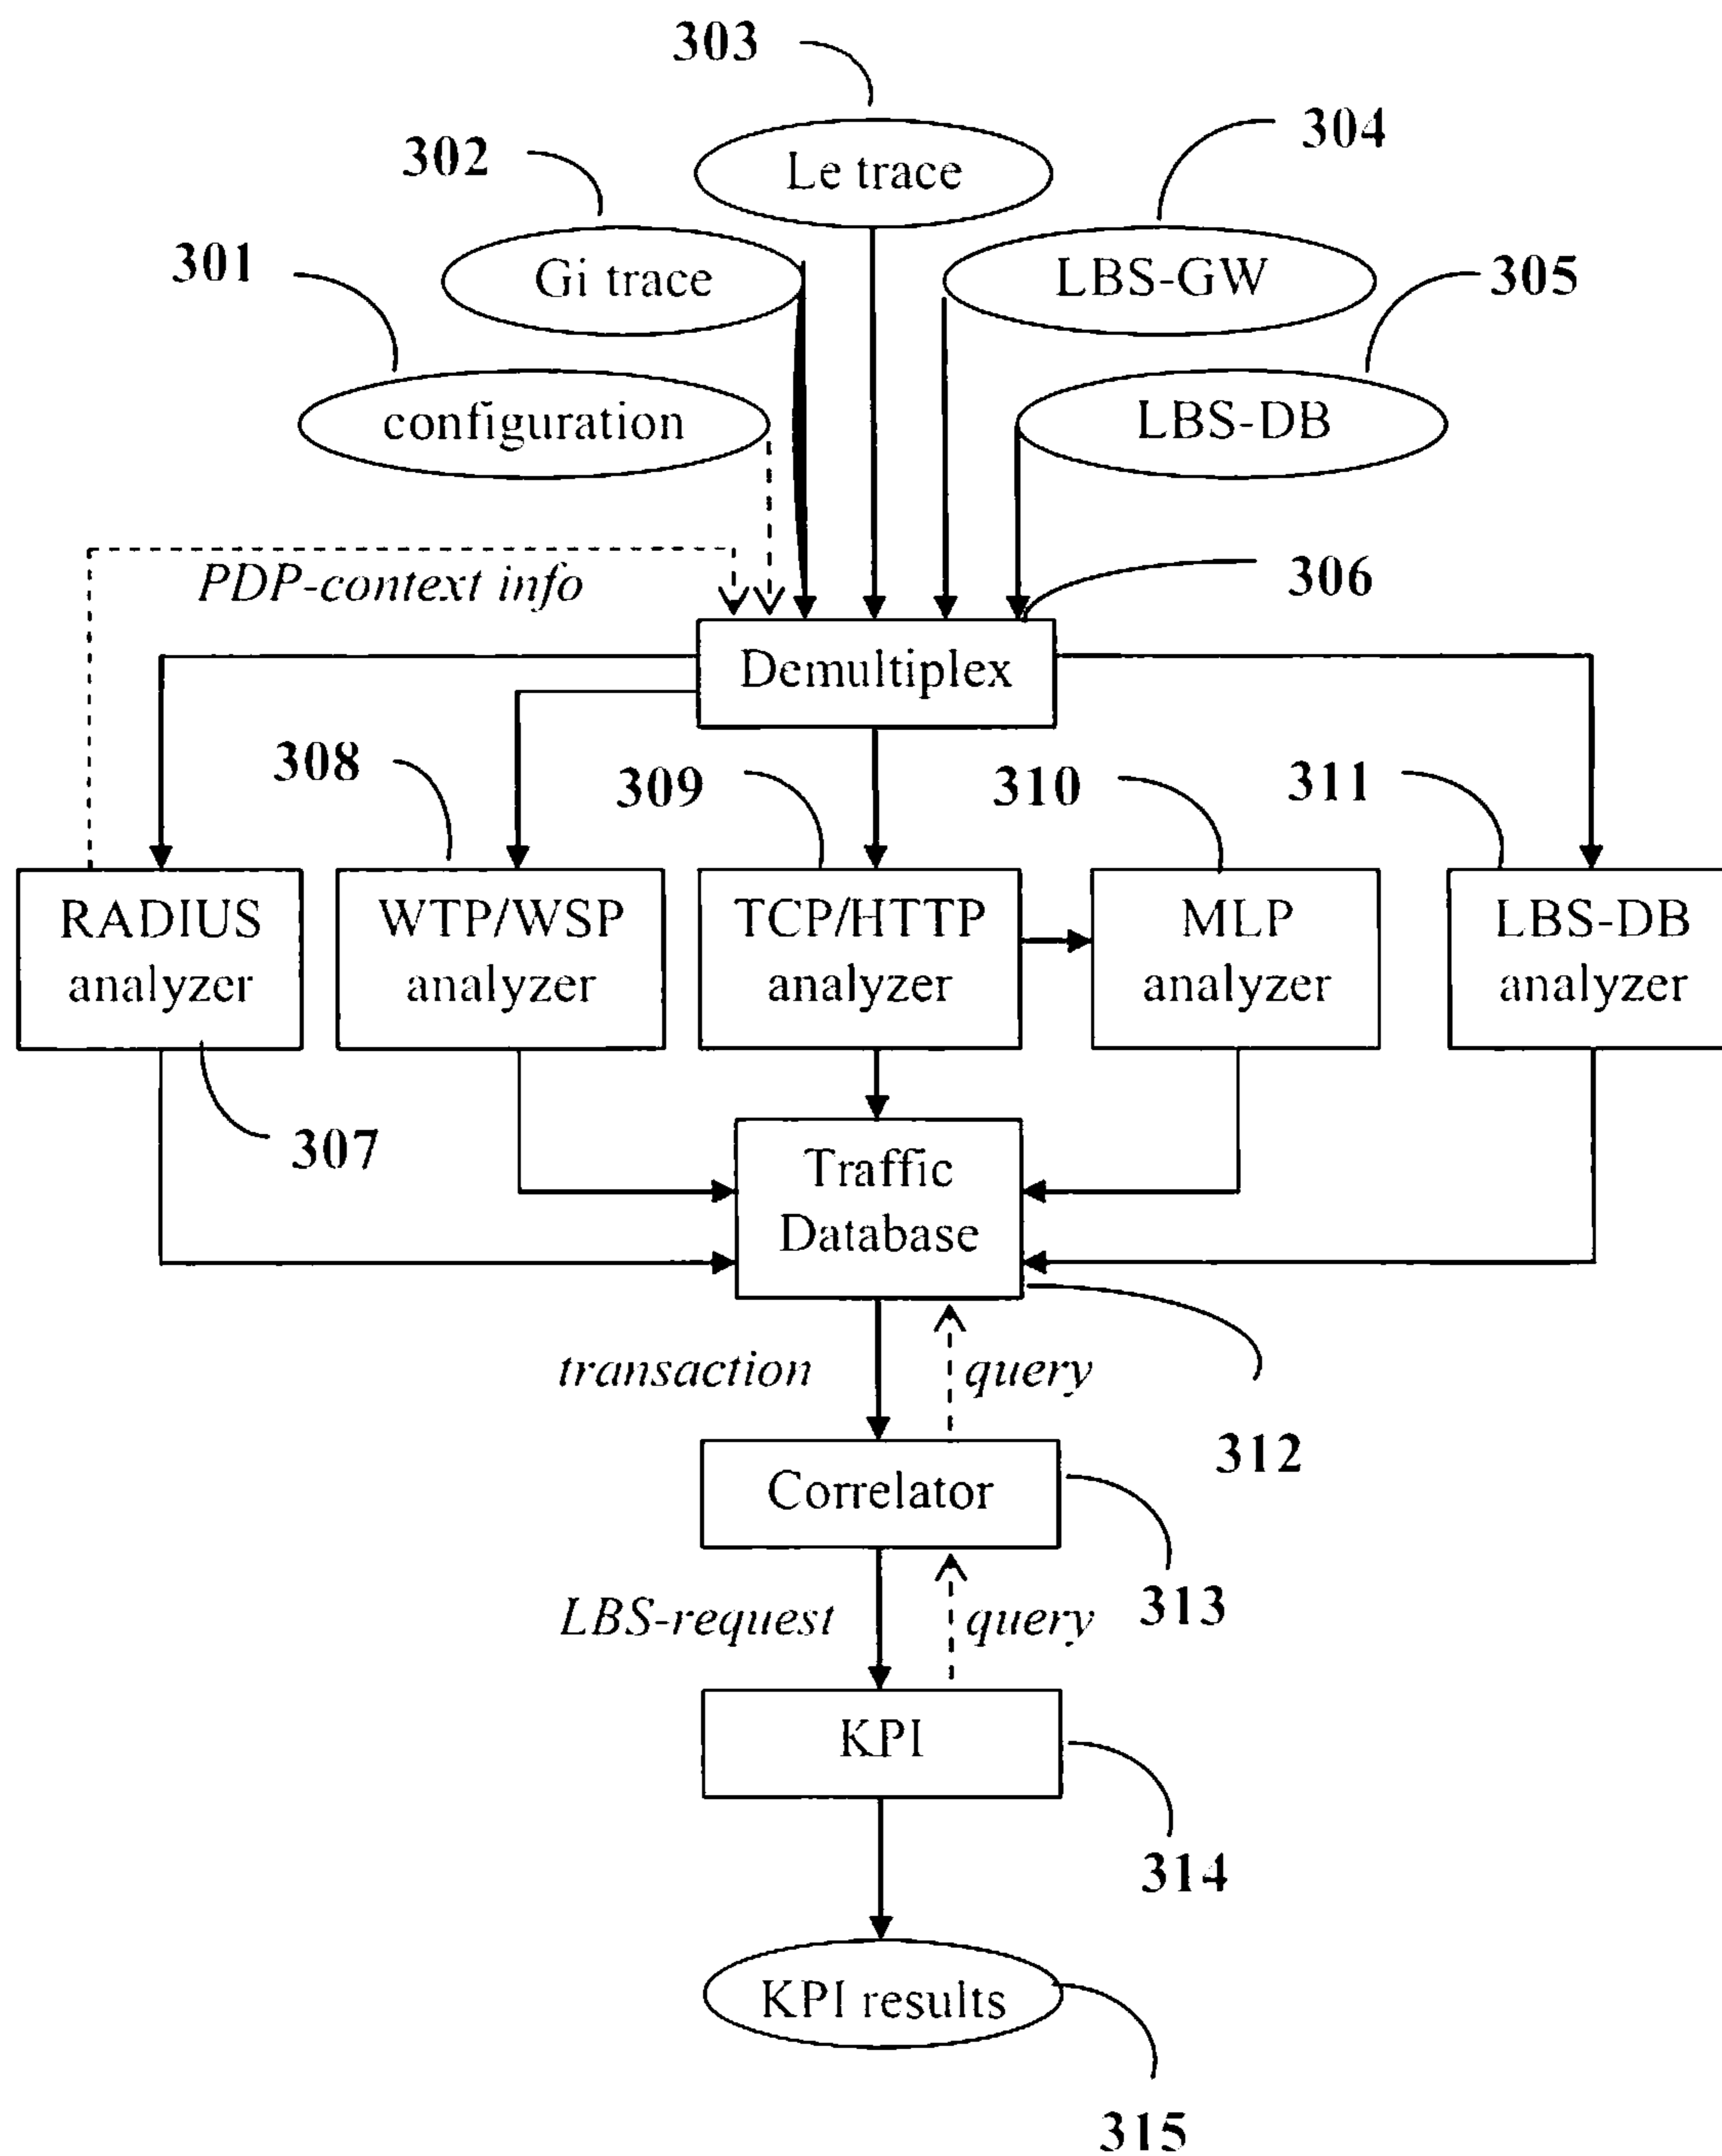 303
304
302
Le trace
301
Gi trace
LBS-GW
305
configuration
LBS-DB
PDP-context info
306
Demultiplex
308
309
310
311
RADIUS
analyzer
WTP/WSP
analyzer
TCP/HTTP
analyzer
MLP
analyzer
LBS-DB
analyzer
307
Traffic
Database
transaction
query
312
Correlator
313
LBS-request
query
KPI
314
KPI results
315